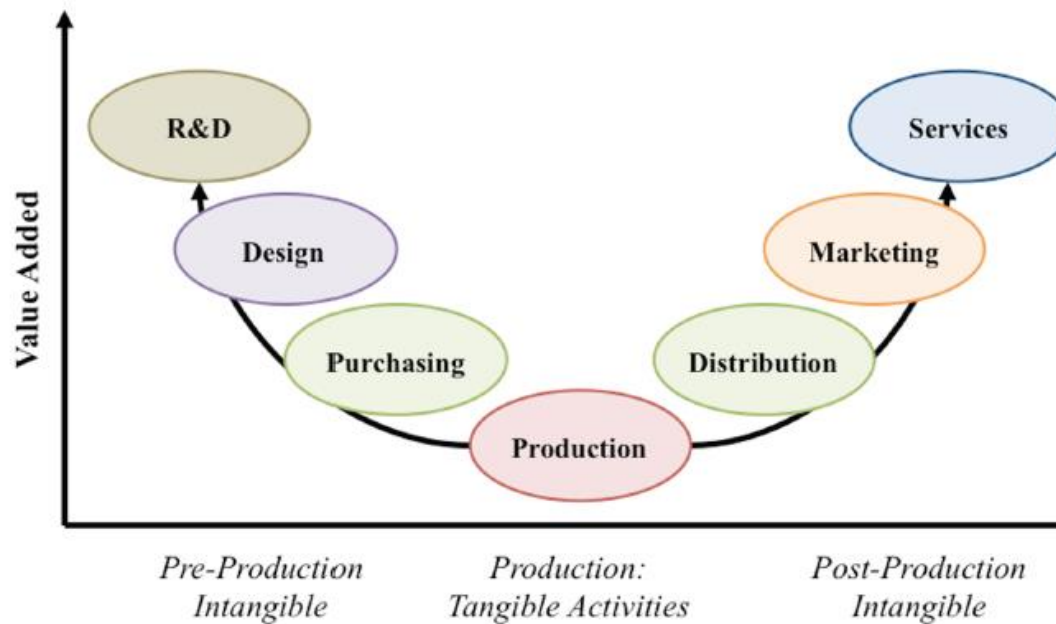 Value Added
R&D
Services
Design
Marketing
Purchasing
Distribution
Production
Pre-Production
Intangible
Production:
Tangible Activities
Post-Production
Intangible